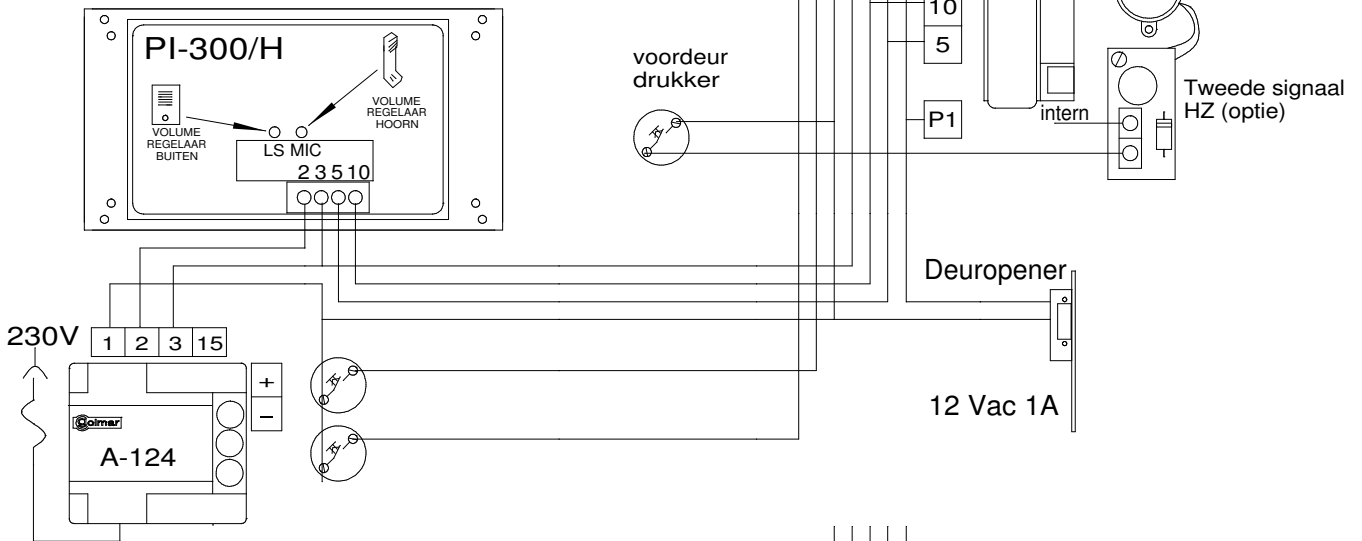 PI-300/H
VOLUME
REGELAAR
HOORN
VOLUME
REGELAAR
BUITEN
LS MIC
2 3 5 10
voordeur
drukker
10
5
P1
intern
Tweede signaal
HZ (optie)
Deuropener
12 Vac 1A
230V
1 2 3 15
+
−
Golmar
A-124